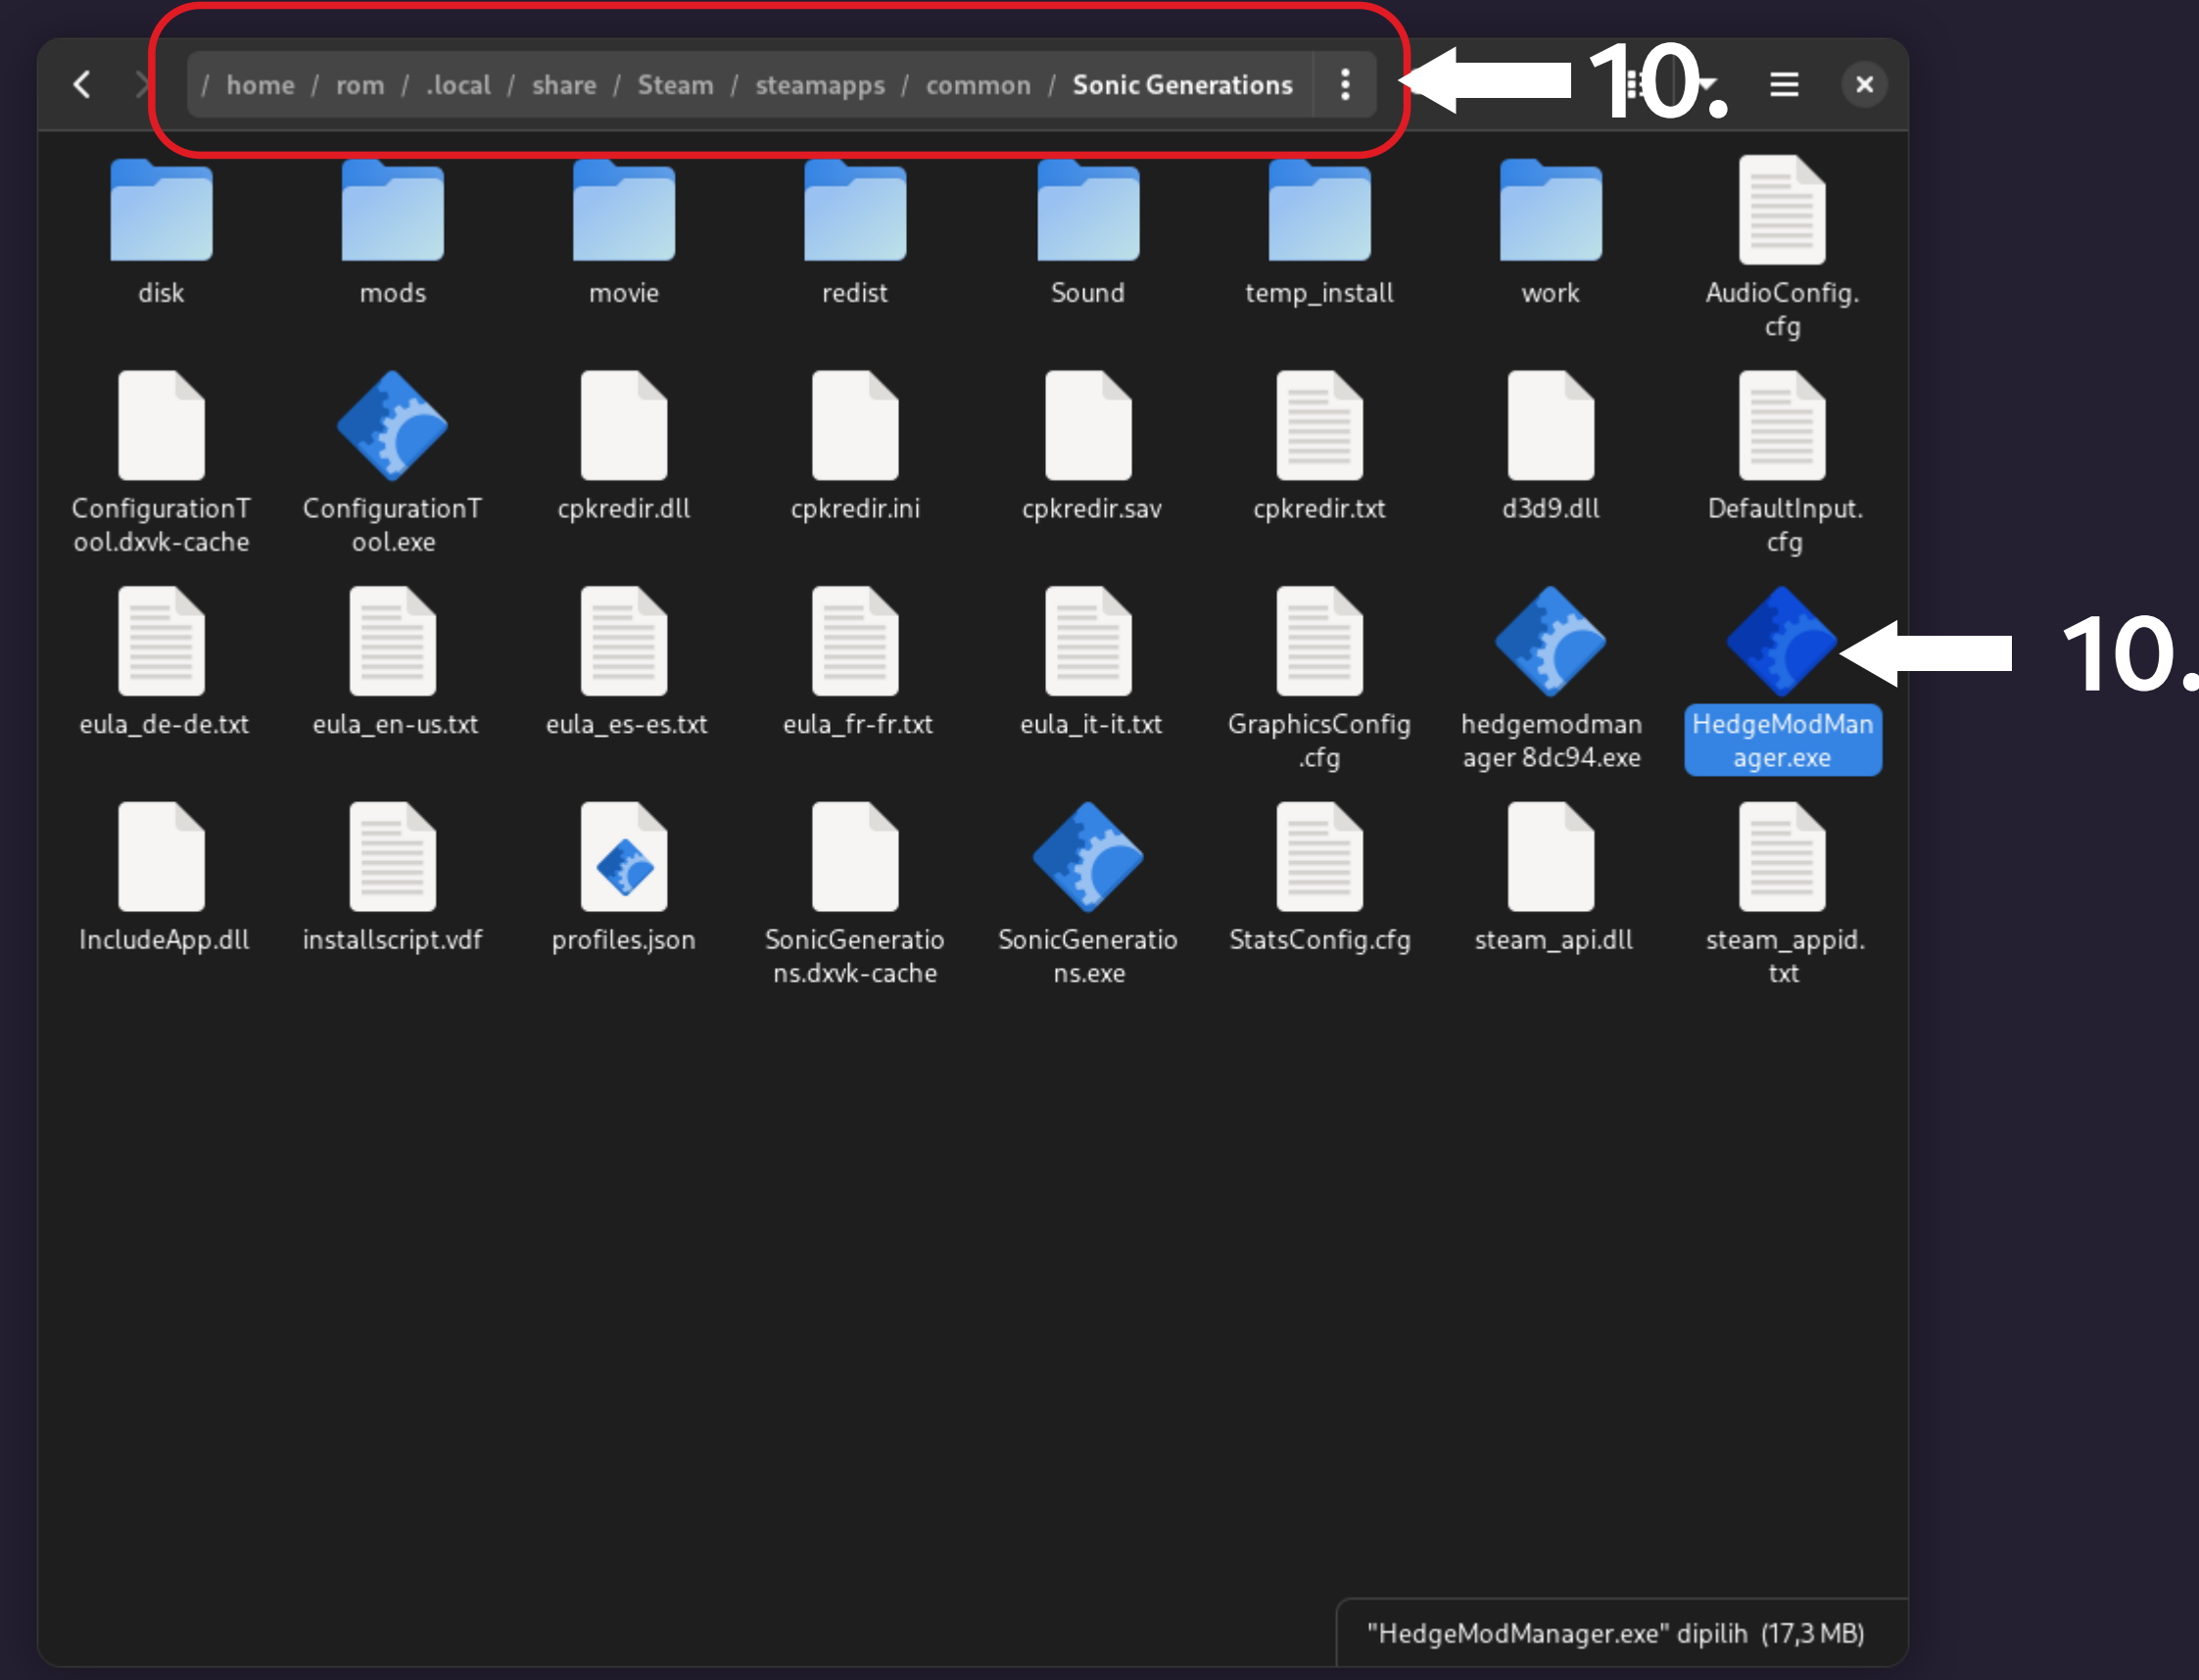 / home / rom / .local / share / Steam / steamapps / common / Sonic Generations
10.
disk
mods
movie
redist
Sound
temp_install
work
AudioConfig.
cfg
ConfigurationT
ool.dxvk-cache
ConfigurationT
ool.exe
cpkredir.dll
cpkredir.ini
cpkredir.sav
cpkredir.txt
d3d9.dll
DefaultInput.
cfg
eula_de-de.txt
eula_en-us.txt
eula_es-es.txt
eula_fr-fr.txt
eula_it-it.txt
GraphicsConfig
.cfg
hedgemodman
ager 8dc94.exe
HedgeModMan
ager.exe
10.
IncludeApp.dll
installscript.vdf
profiles.json
SonicGeneratio
ns.dxvk-cache
SonicGeneratio
ns.exe
StatsConfig.cfg
steam_api.dll
steam_appid.
txt
"HedgeModManager.exe" dipilih (17,3 MB)